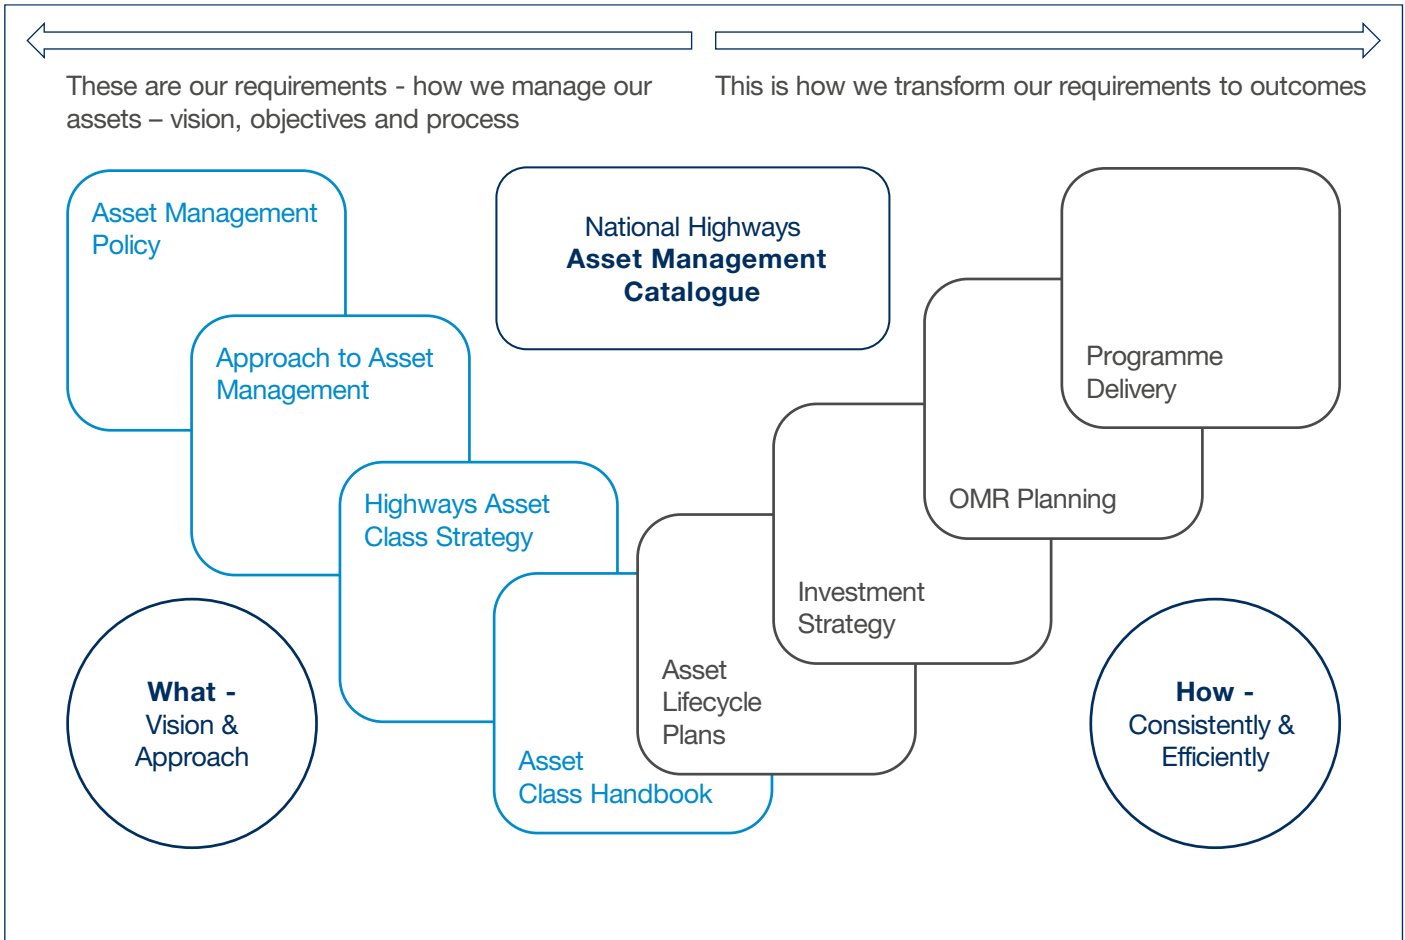 These are our requirements - how we manage our
assets – vision, objectives and process
This is how we transform our requirements to outcomes
Asset Management
Policy
National Highways
Asset Management
Catalogue
Approach to Asset
Management
Highways Asset
Class Strategy
Asset
Class Handbook
Asset
Lifecycle
Plans
Investment
Strategy
OMR Planning
Programme
Delivery
What -
Vision &
Approach
How -
Consistently &
Efficiently